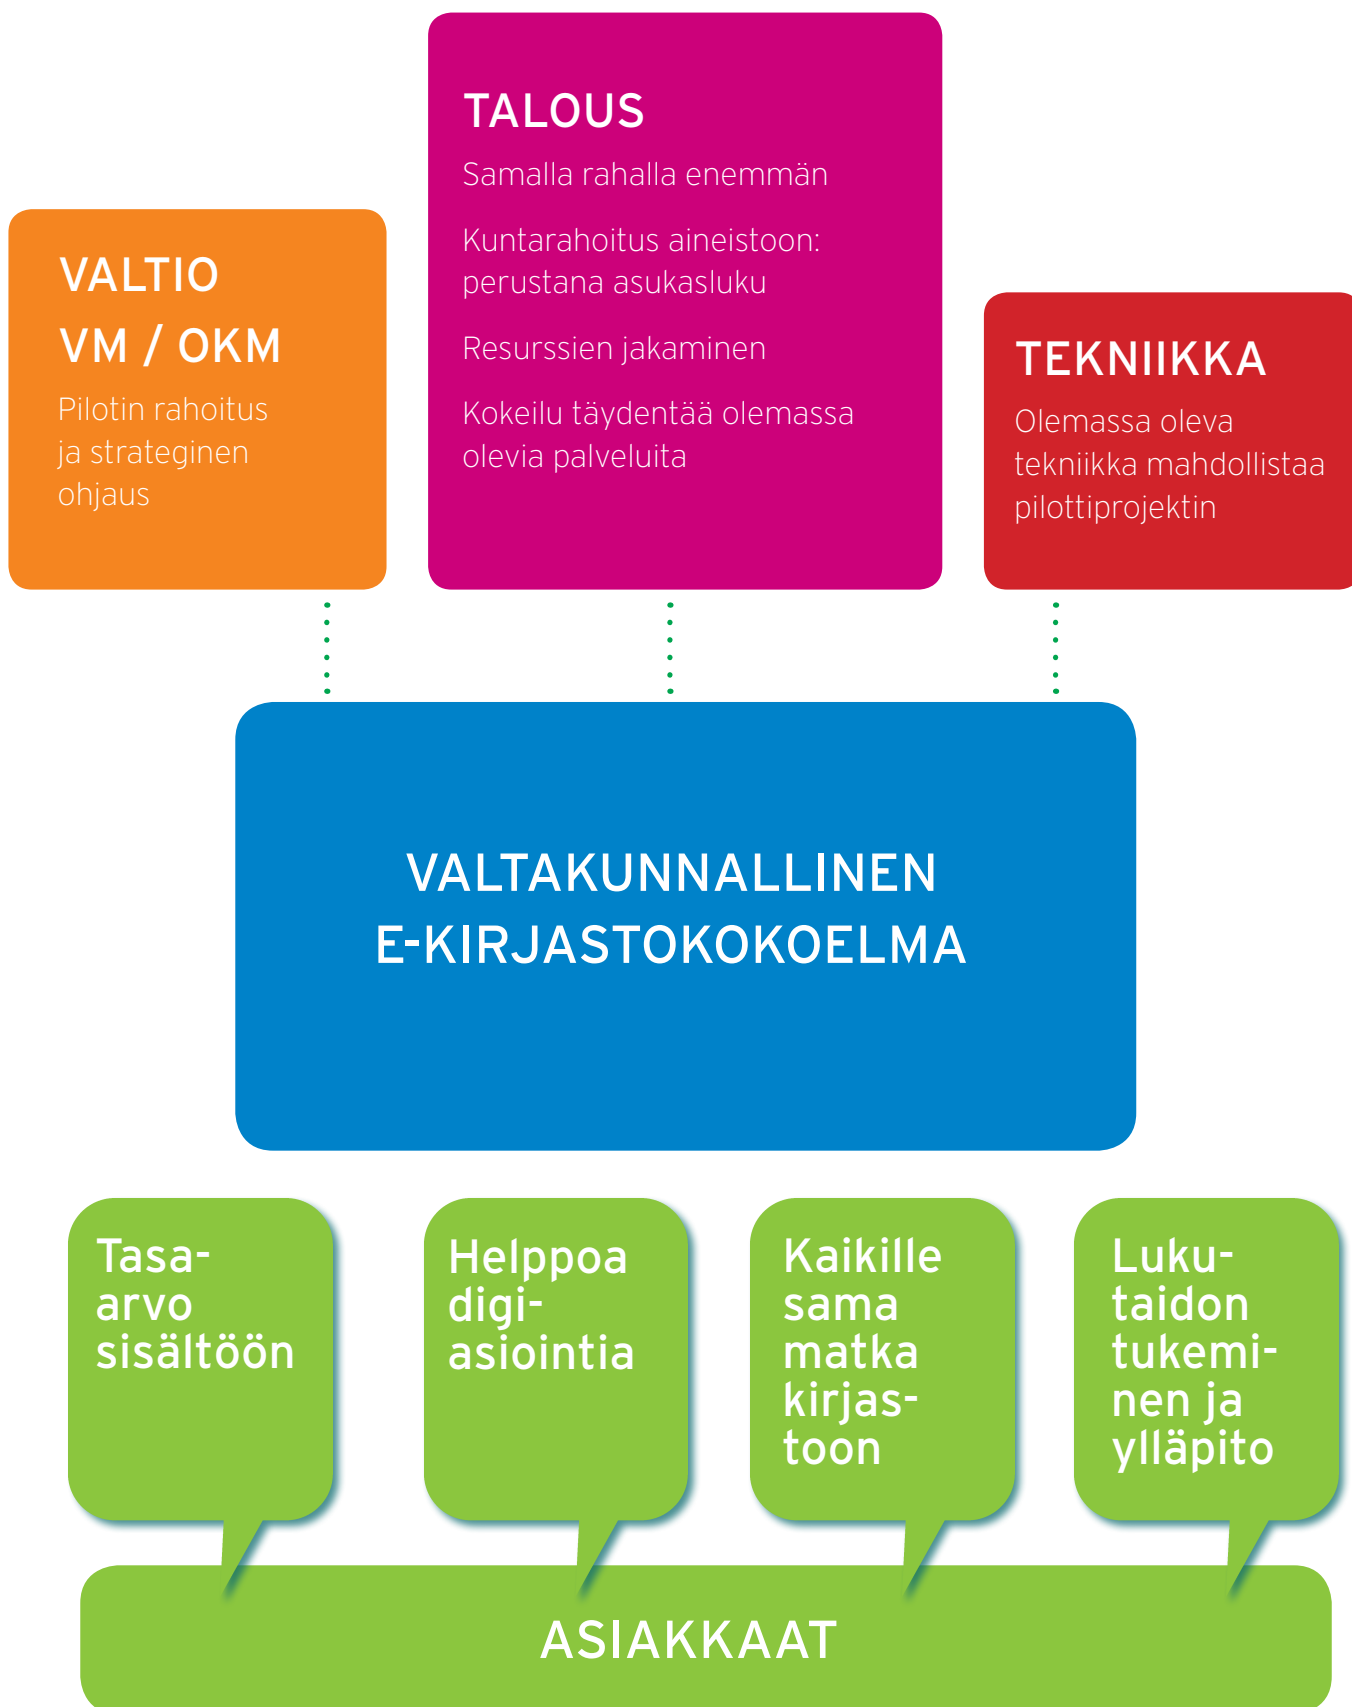 VALTIO
VM / OKM
Pilotin rahoitus
ja strateginen
ohjaus
TALOUS
Samalla rahalla enemmän
Kuntarahoitus aineistoon:
perustana asukasluku
Resurssien jakaminen
Kokeilu täydentää olemassa
olevia palveluita
TEKNIIKKA
Olemassa oleva
tekniikka mahdollistaa
pilottiprojektin
VALTAKUNNALLINEN
E-KIRJASTOKOKOELMA
Tasa-
arvo
sisältöön
Helppoa
digi-
asiointia
Kaikille
sama
matka
kirjas-
toon
Luku-
taidon
tukemi-
nen ja
ylläpito
ASIAKKAAT